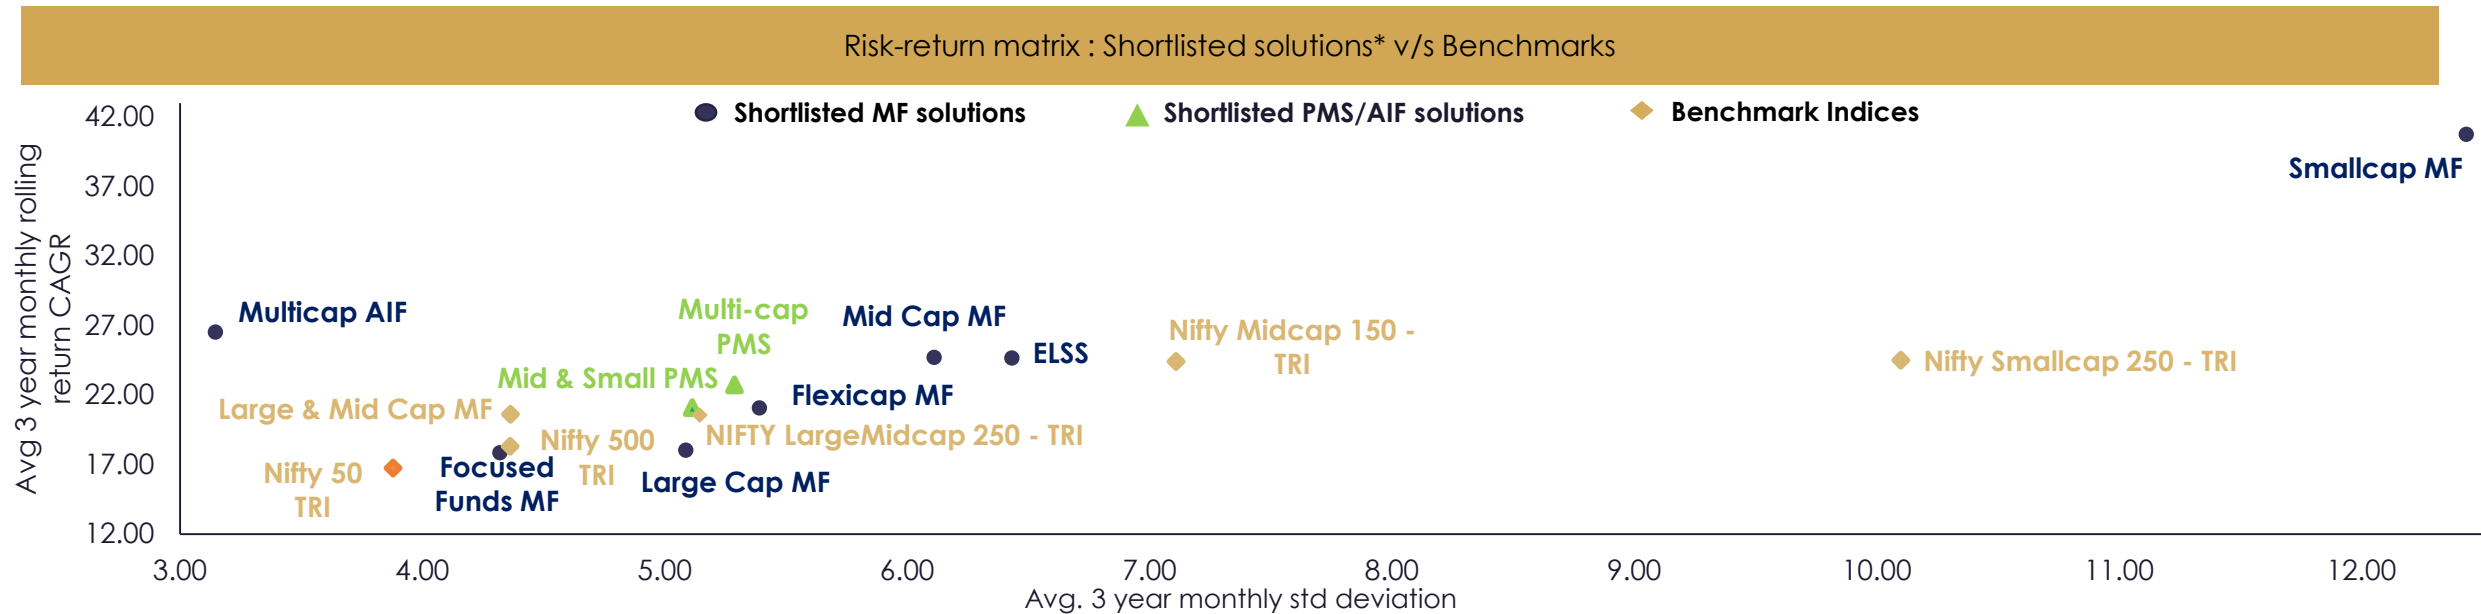 Risk-return matrix : Shortlisted solutions* v/s Benchmarks
Shortlisted MF solutions
Shortlisted PMS/AIF solutions
Benchmark Indices
Avg 3 year monthly rolling
return CAGR
42.00
37.00
32.00
27.00
22.00
17.00
12.00
Smallcap MF
Multicap AIF
Multi-cap
PMS
Mid Cap MF
ELSS
Nifty Midcap 150 -
TRI
Nifty Smallcap 250 - TRI
Mid & Small PMS
Flexicap MF
Large & Mid Cap MF
NIFTY LargeMidcap 250 - TRI
Nifty 500
TRI
Nifty 50
TRI
Focused
Funds MF
Large Cap MF
3.00
4.00
5.00
6.00
7.00
8.00
9.00
10.00
11.00
12.00
Avg. 3 year monthly std deviation